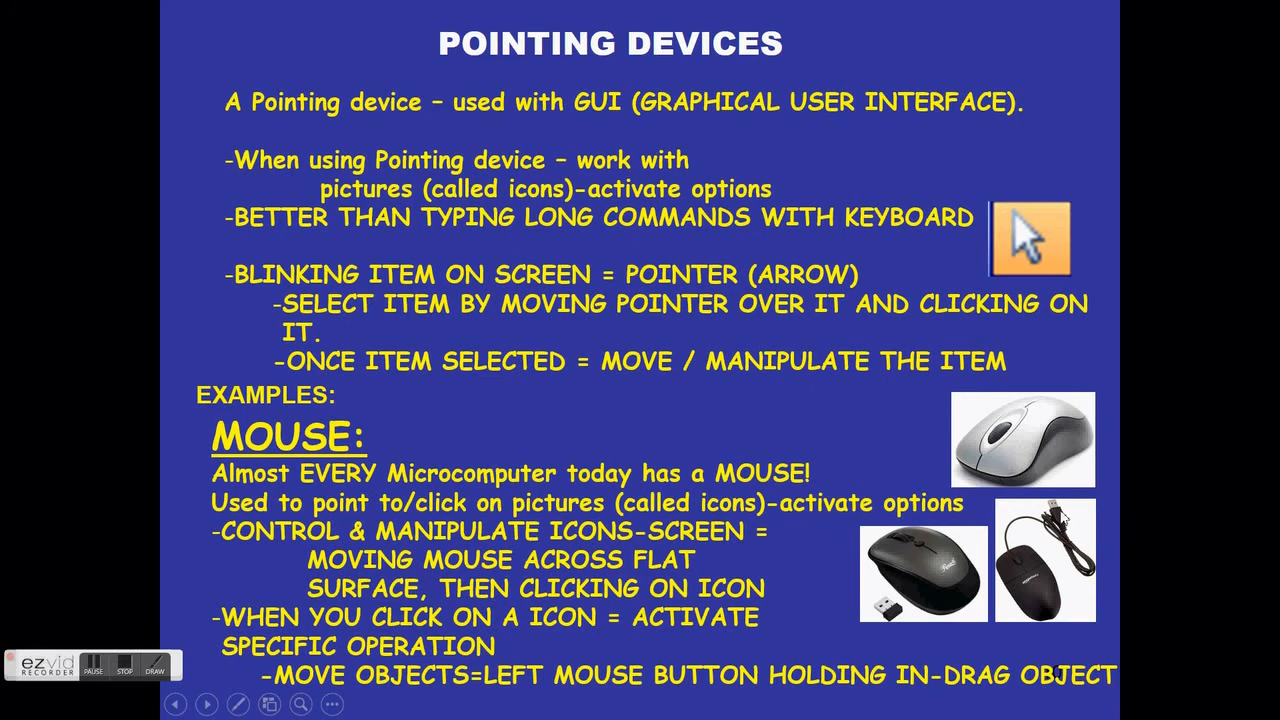 POINTING DEVICES
A Pointing device – used with GUI (GRAPHICAL USER INTERFACE).
-When using Pointing device – work with
pictures (called icons)-activate options
-BETTER THAN TYPING LONG COMMANDS WITH KEYBOARD
-BLINKING ITEM ON SCREEN = POINTER (ARROW)
-SELECT ITEM BY MOVING POINTER OVER IT AND CLICKING ON
IT.
-ONCE ITEM SELECTED = MOVE / MANIPULATE THE ITEM
EXAMPLES:
MOUSE:
Almost EVERY Microcomputer today has a MOUSE!
Used to point to/click on pictures (called icons)-activate options
-CONTROL & MANIPULATE ICONS-SCREEN =
MOVING MOUSE ACROSS FLAT
SURFACE, THEN CLICKING ON ICON
-WHEN YOU CLICK ON A ICON = ACTIVATE
SPECIFIC OPERATION
-MOVE OBJECTS=LEFT MOUSE BUTTON HOLDING IN-DRAG OBJECT
ezvid
RECORDER
PAUSE STOP DRAW